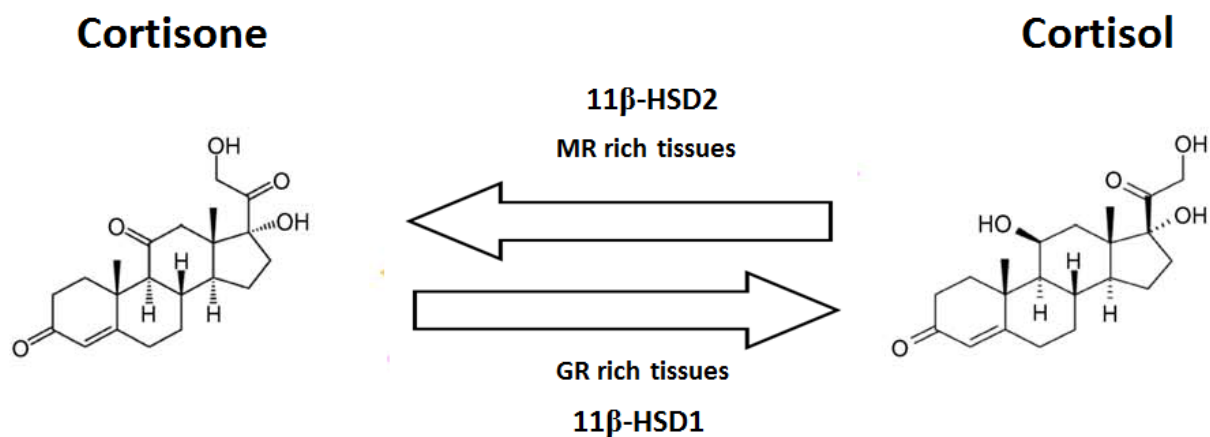 Cortisone
Cortisol
11β-HSD2
MR rich tissues
OH
O
O
OH
H
H
H
O
OH
O
HO
OH
H
H
H
O
GR rich tissues
11β-HSD1